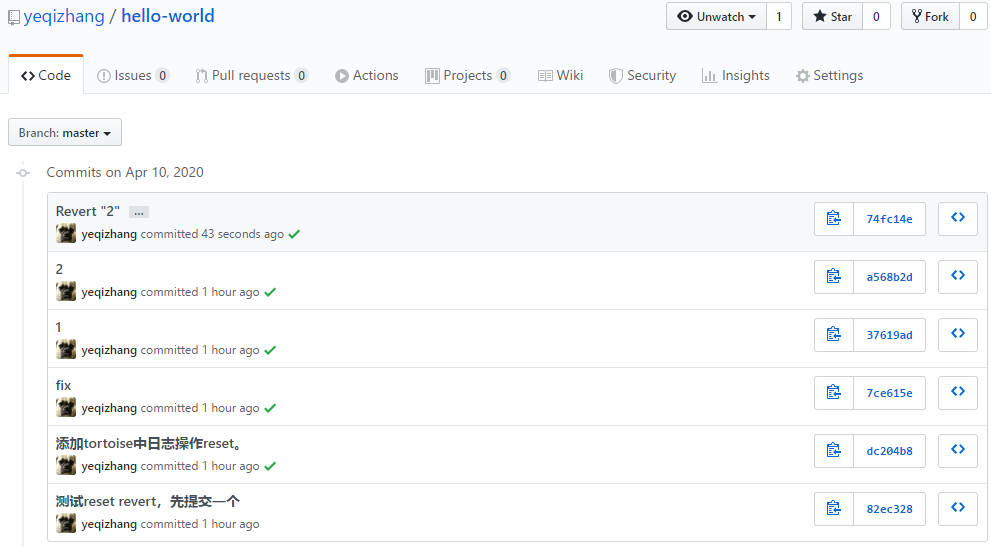 yeqizhang / hello-world
Unwatch 1 Star 0 Fork 0
Code Issues 0 Pull requests 0 Actions Projects 0 Wiki Security Insights Settings
Branch: master
Commits on Apr 10, 2020
Revert "2" ...
yeqizhang committed 43 seconds ago
74fc14e
2
yeqizhang committed 1 hour ago
a568b2d
1
yeqizhang committed 1 hour ago
37619ad
fix
yeqizhang committed 1 hour ago
7ce615e
添加tortoise中日志操作reset。
yeqizhang committed 1 hour ago
dc204b8
测试reset revert，先提交一个
yeqizhang committed 1 hour ago
82ec328